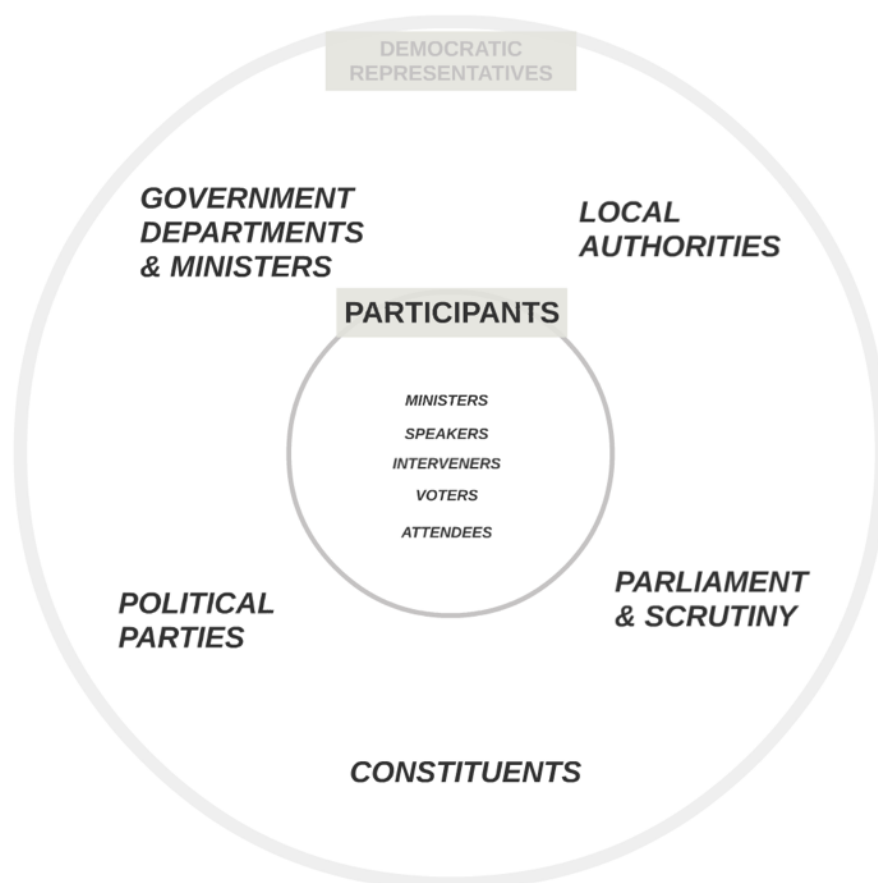 DEMOCRATIC
REPRESENTATIVES
GOVERNMENT
DEPARTMENTS
& MINISTERS
LOCAL
AUTHORITIES
PARTICIPANTS
MINISTERS
SPEAKERS
INTERVENERS
VOTERS
ATTENDEES
POLITICAL
PARTIES
PARLIAMENT
& SCRUTINY
CONSTITUENTS